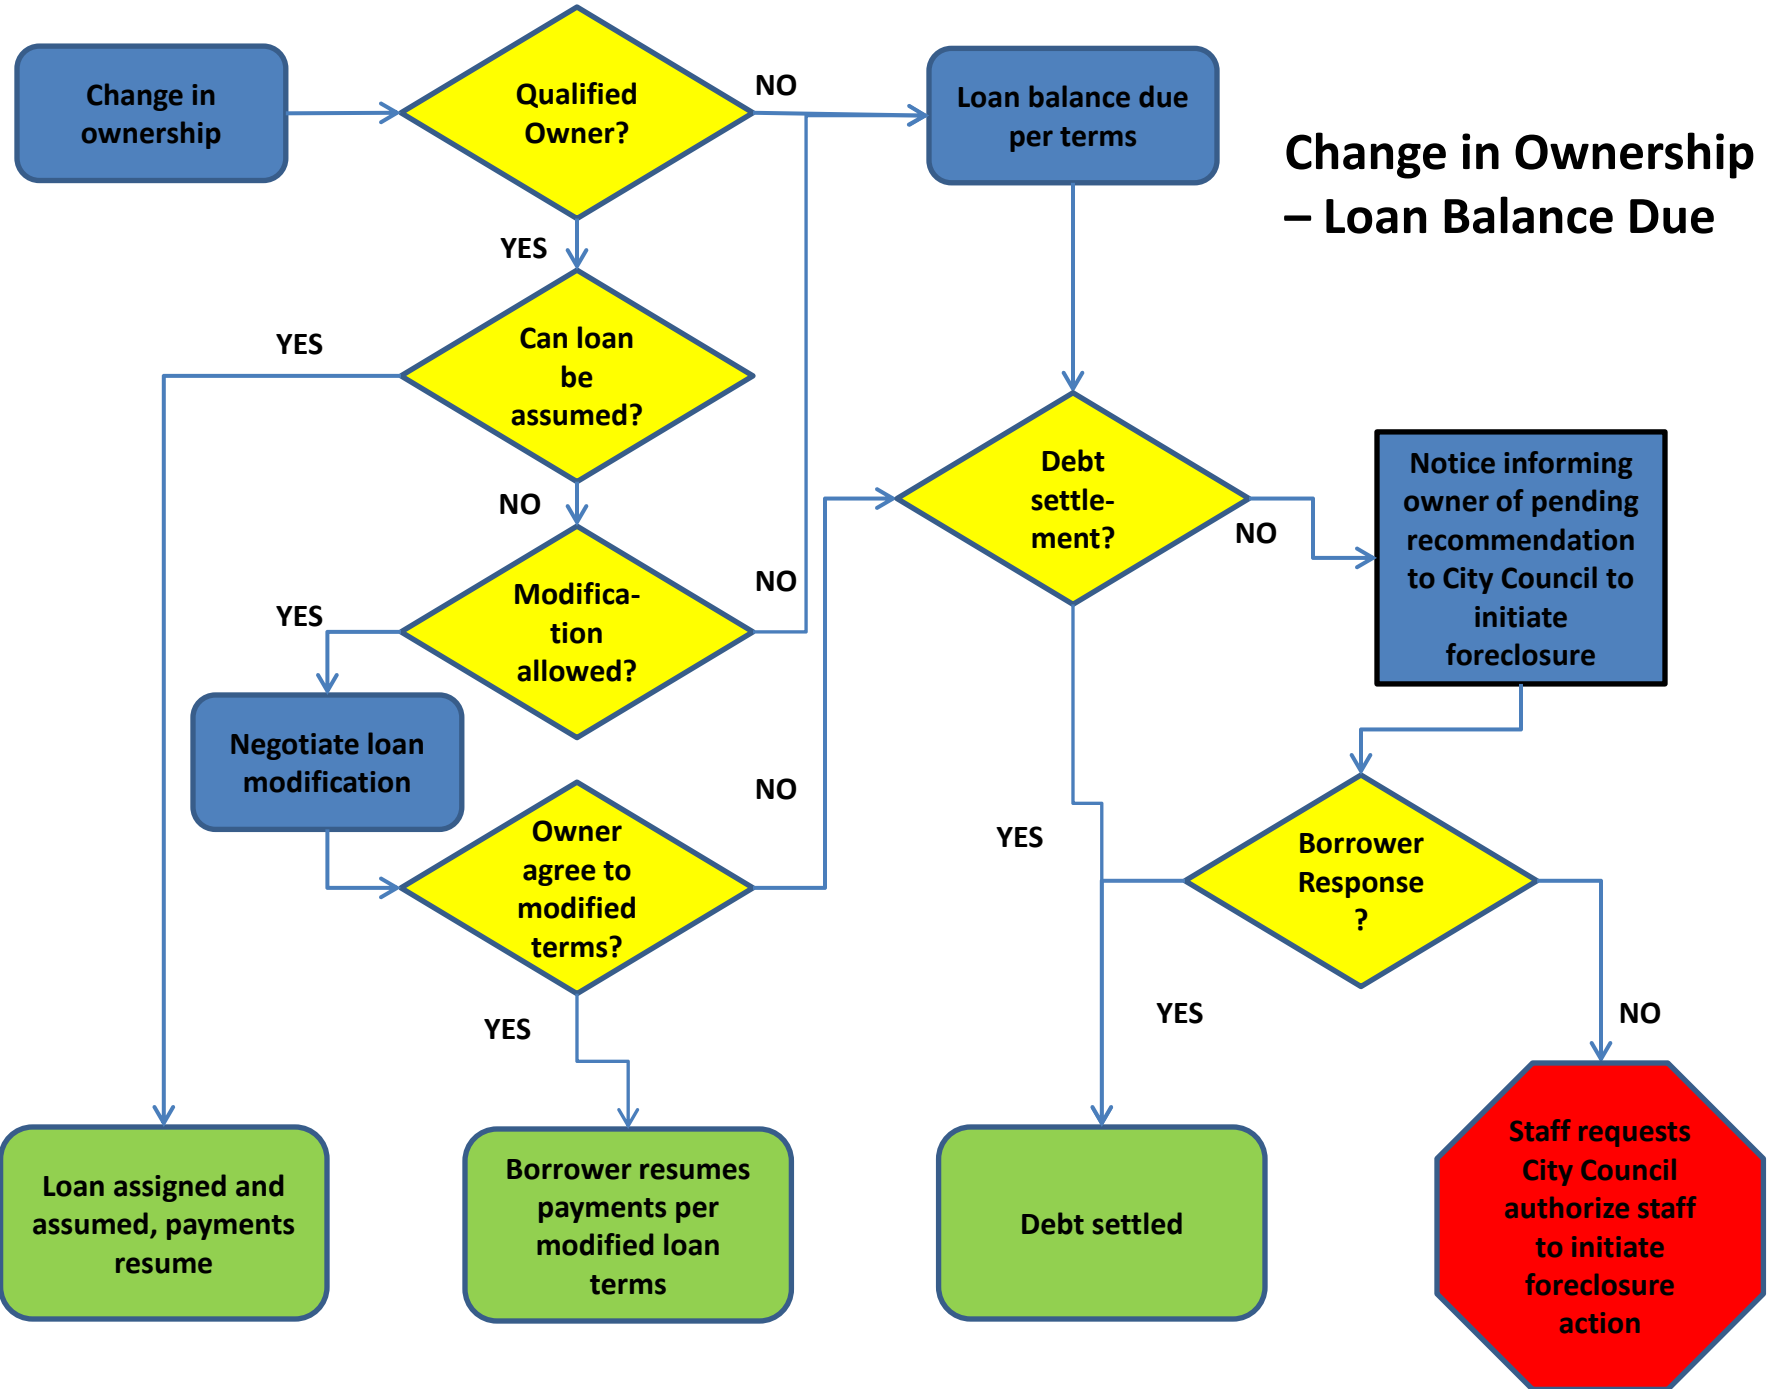 Change in
ownership
Qualified
Owner?
NO
Loan balance due
per terms
Change in Ownership
– Loan Balance Due
YES
Can loan
be
assumed?
YES
NO
Modifica-
tion
allowed?
YES
NO
Negotiate loan
modification
Owner
agree to
modified
terms?
NO
YES
Debt
settle-
ment?
NO
YES
Notice informing
owner of pending
recommendation
to City Council to
initiate
foreclosure
Borrower
Response
?
YES
NO
Loan assigned and
assumed, payments
resume
Borrower resumes
payments per
modified loan
terms
Debt settled
Staff requests
City Council
authorize staff
to initiate
foreclosure
action